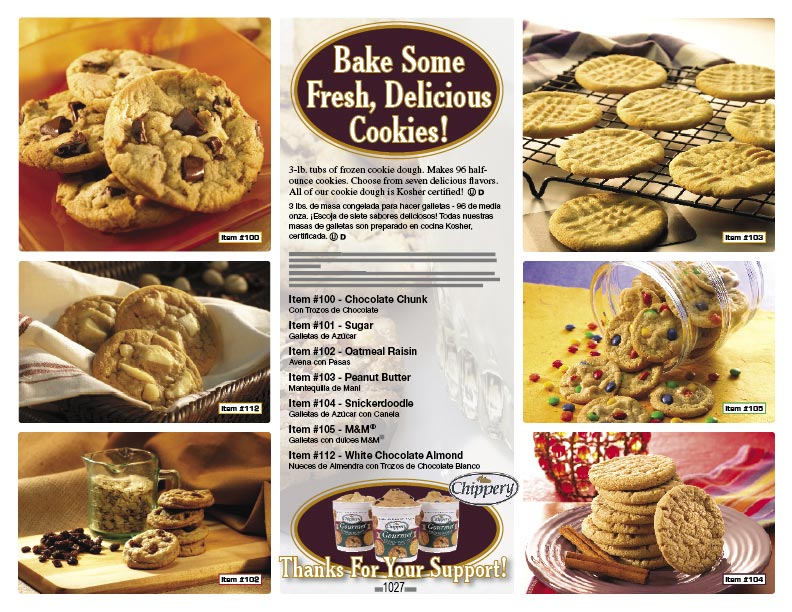 Bake Some
Fresh, Delicious
Cookies!
3-lb. tubs of frozen cookie dough. Makes 96 half-
ounce cookies. Choose from seven delicious flavors.
All of our cookie dough is Kosher certified! Ⓤ D
3 lbs. de masa congelada para hacer galletas - 96 de media
onza. ¡Escoja de siete sabores deliciosos! Todas nuestras
masas de galletas son preparado en cocina Kosher,
certificada. Ⓤ D
Item #100 - Chocolate Chunk
Con Trozos de Chocolate
Item #101 - Sugar
Galletas de Azúcar
Item #102 - Oatmeal Raisin
Avena con Pasas
Item #103 - Peanut Butter
Mantequilla de Mani
Item #104 - Snickerdoodle
Galletas de Azúcar con Canela
Item #105 - M&M®
Galletas con dulces M&M®
Item #112 - White Chocolate Almond
Nueces de Almendra con Trozos de Chocolate Blanco
Chippery
Chippery
Gourmet
Gourmet
Gourmet
Thanks For Your Support!
1027
Item #100
Item #112
Item #102
Item #103
Item #105
Item #104